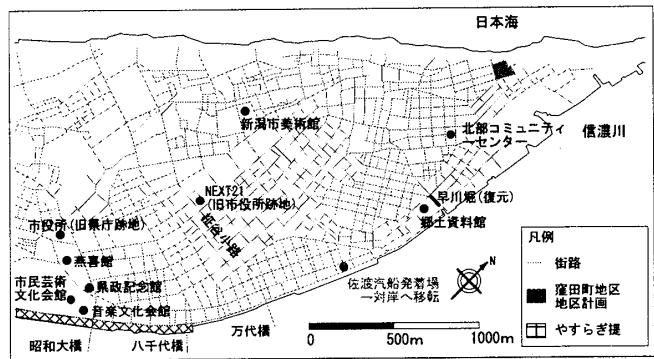 日本海
新潟市美術館
北部コミュニティ
ーセンター
信濃川
NEXT21
(旧市役所跡地)
柾谷小路
早川堀(復元)
郷土資料館
市役所(旧県庁跡地)
燕喜館
県政記念館
市民芸術
文化会館
音楽文化会館
佐渡汽船発着場
→対岸へ移転
N
凡例
街路
窪田町地区
地区計画
やすらぎ提
昭和大橋
八千代橋
万代橋
0
500m
1000m